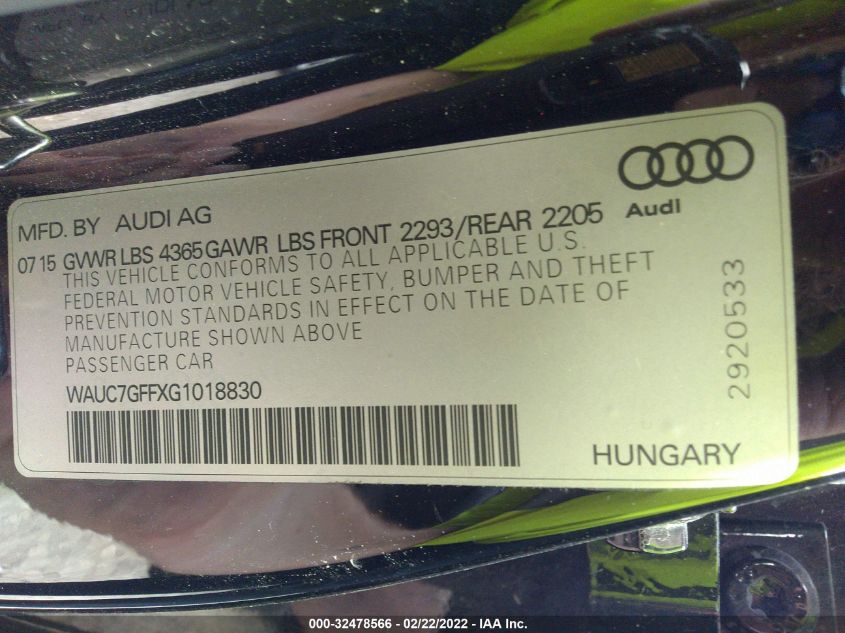 MFD. BY AUDI AG
Audi
07 15 GVWR LBS 4365 GAWR LBS FRONT 2293/REAR 2205
THIS VEHICLE CONFORMS TO ALL APPLICABLE U.S.
FEDERAL MOTOR VEHICLE SAFETY, BUMPER AND THEFT
PREVENTION STANDARDS IN EFFECT ON THE DATE OF
MANUFACTURE SHOWN ABOVE
PASSENGER CAR
WAUC7GFFXG1018830
2920533
HUNGARY
000-32478566 - 02/22/2022 - IAA Inc.